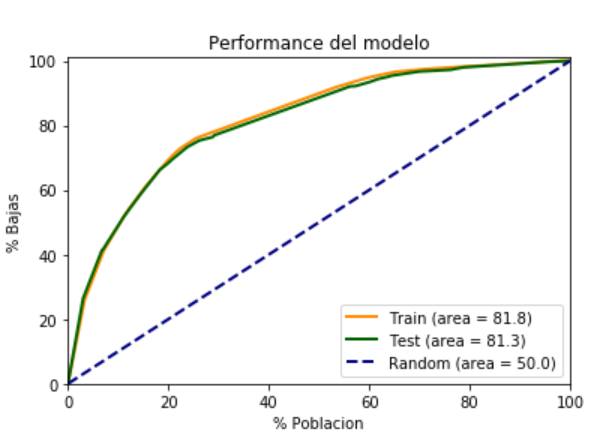 Performance del modelo
100
80
60
40
20
0
% Bajas
0 20 40 60 80 100
% Poblacion
Train (area = 81.8)
Test (area = 81.3)
Random (area = 50.0)